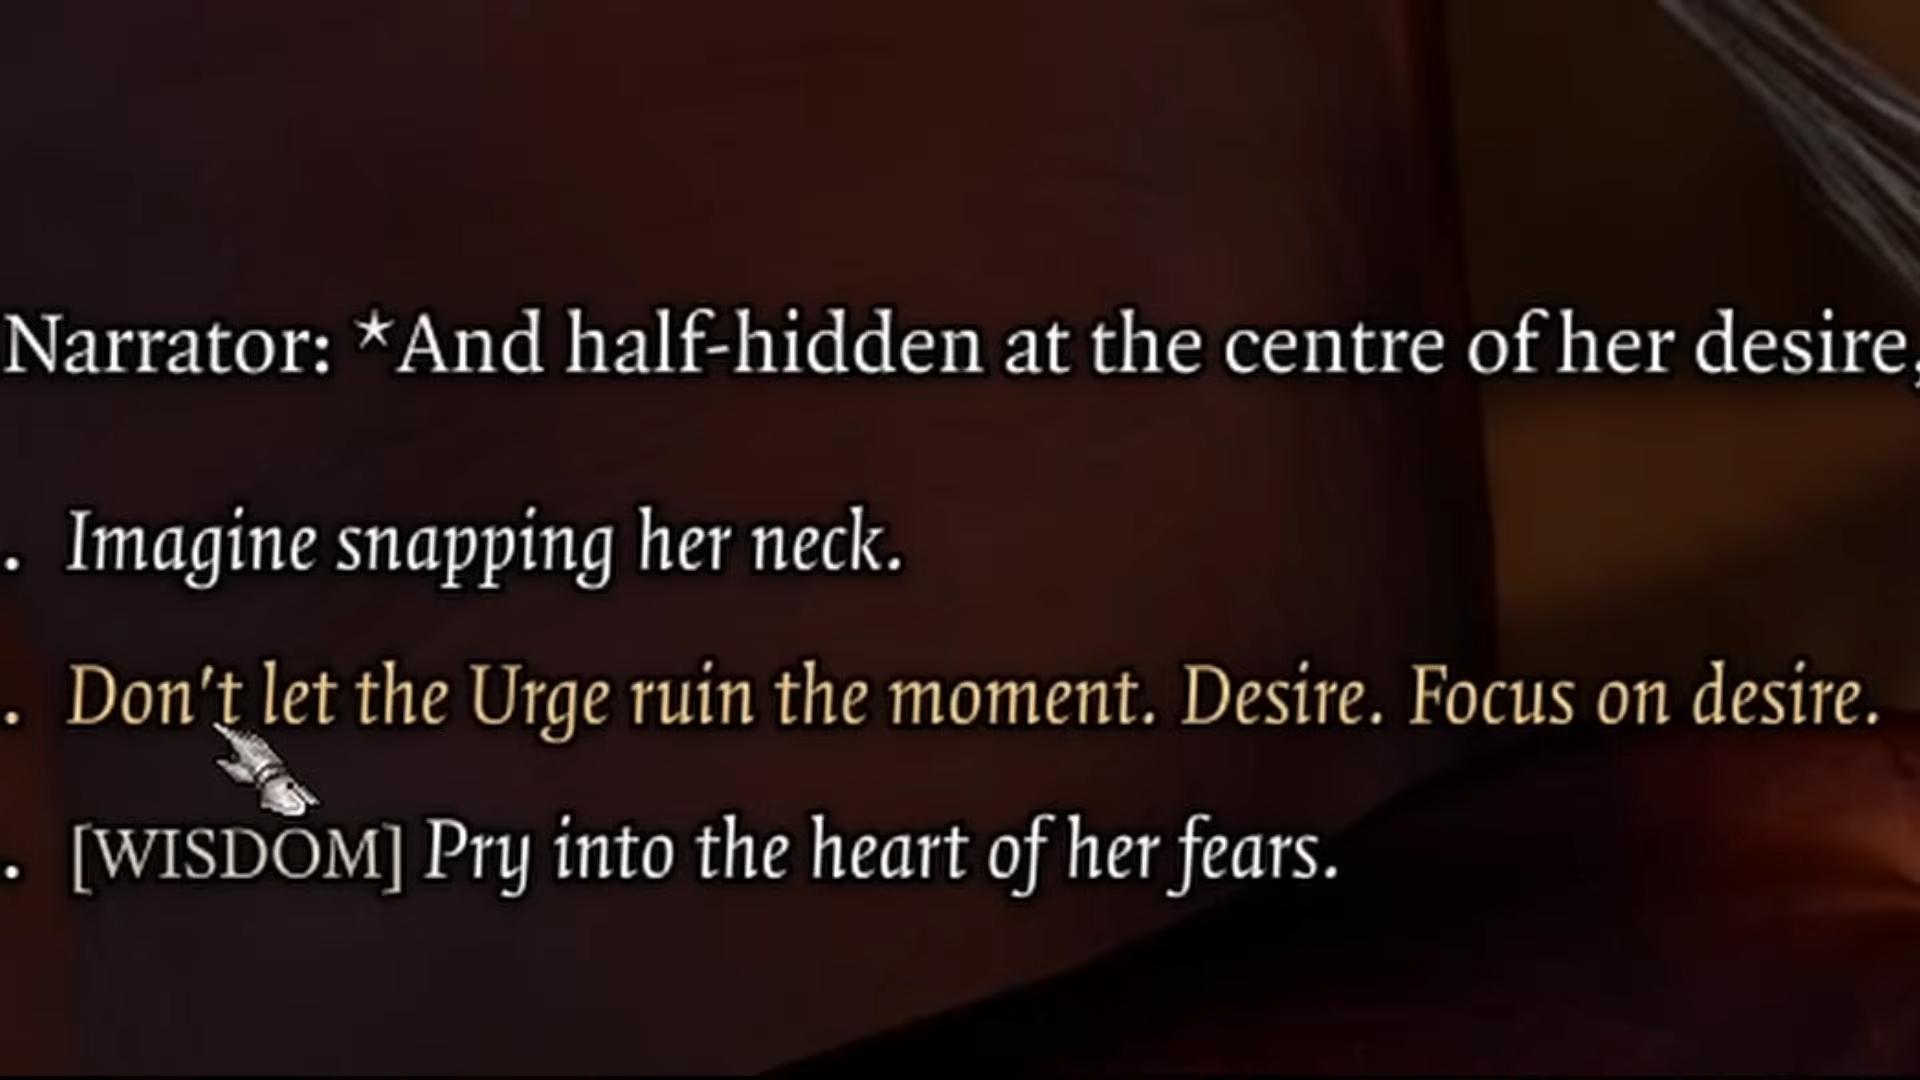 Narrator: *And half-hidden at the centre of her desire,
. Imagine snapping her neck.
. Don't let the Urge ruin the moment. Desire. Focus on desire.
. [WISDOM] Pry into the heart of her fears.